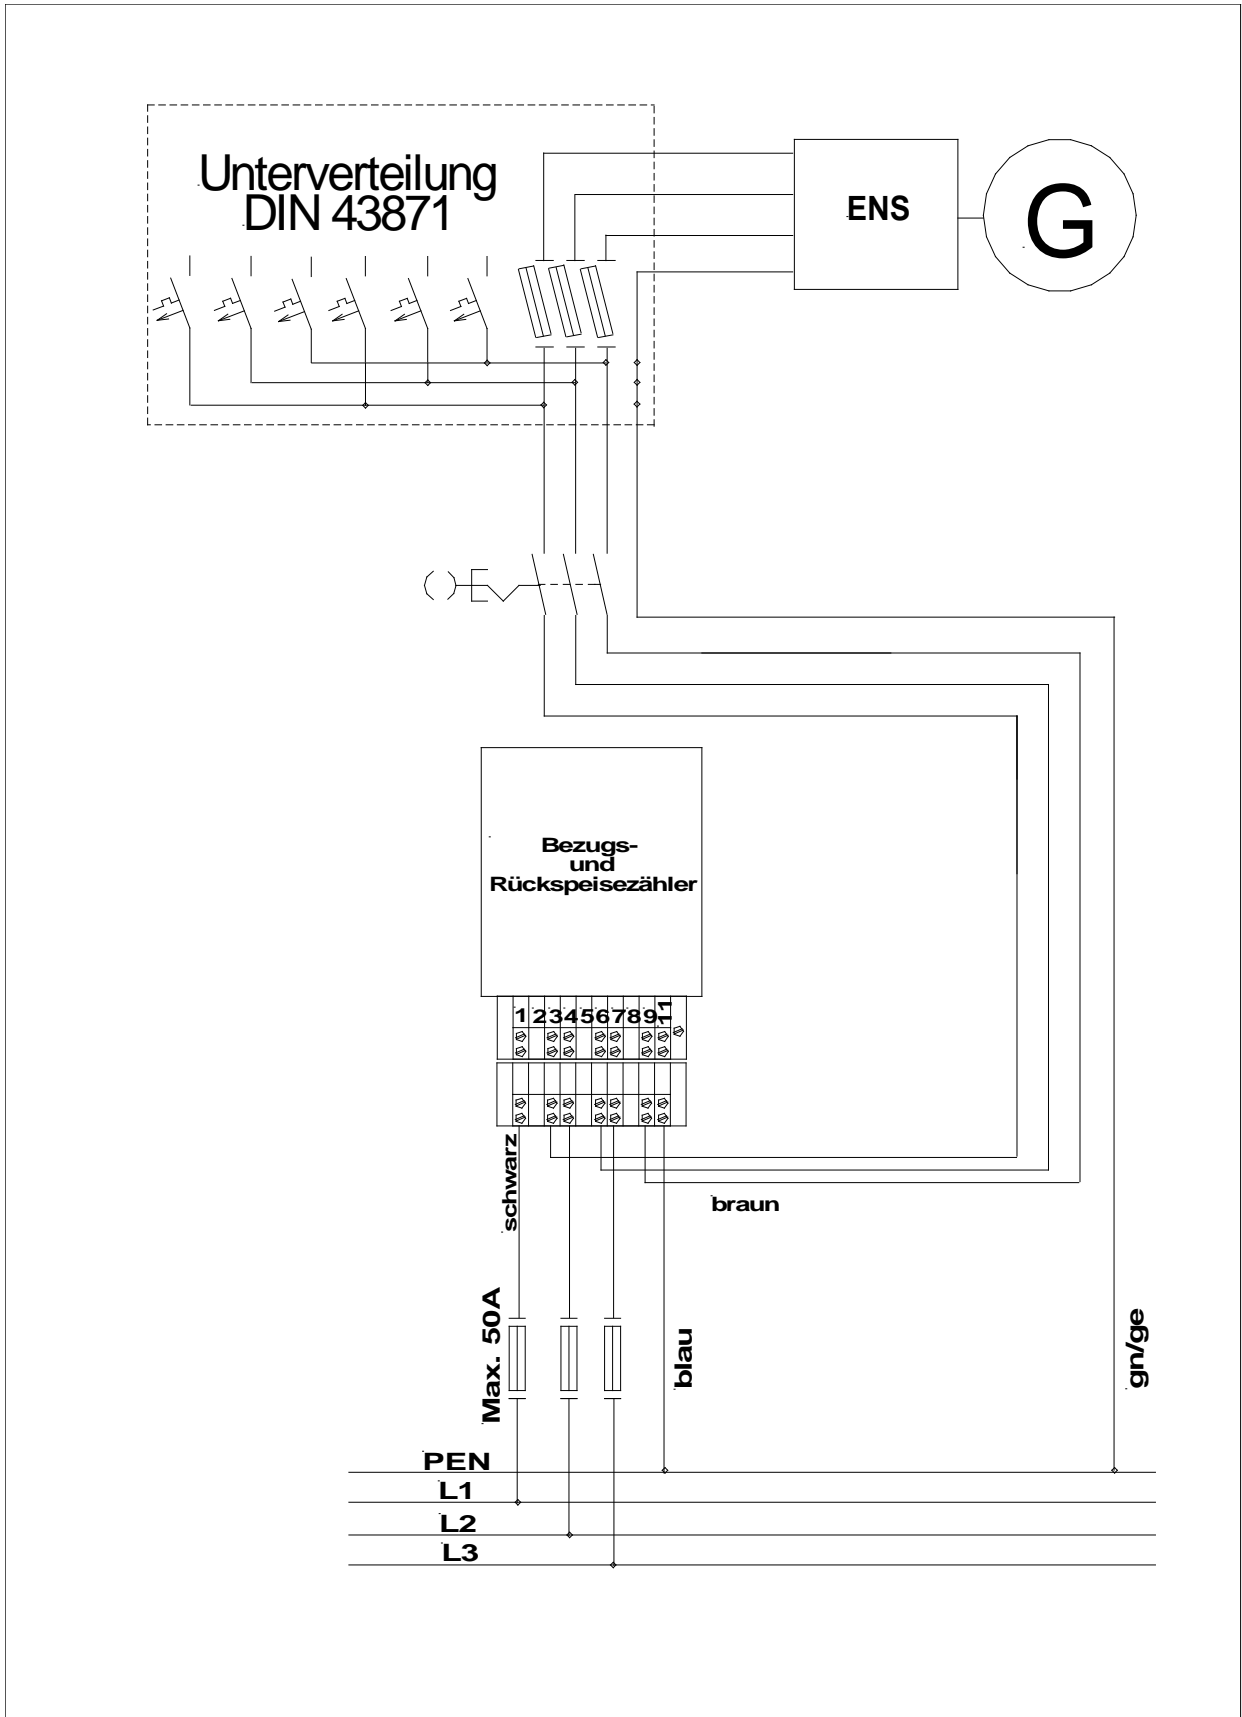 Unterverteilung
DIN 43871
ENS
G
Bezugs-
und
Rückspeisezähler
1 2 3 4 5 6 7 8 9 11
schwarz
braun
Max. 50A
blau
gn/ge
PEN
L1
L2
L3